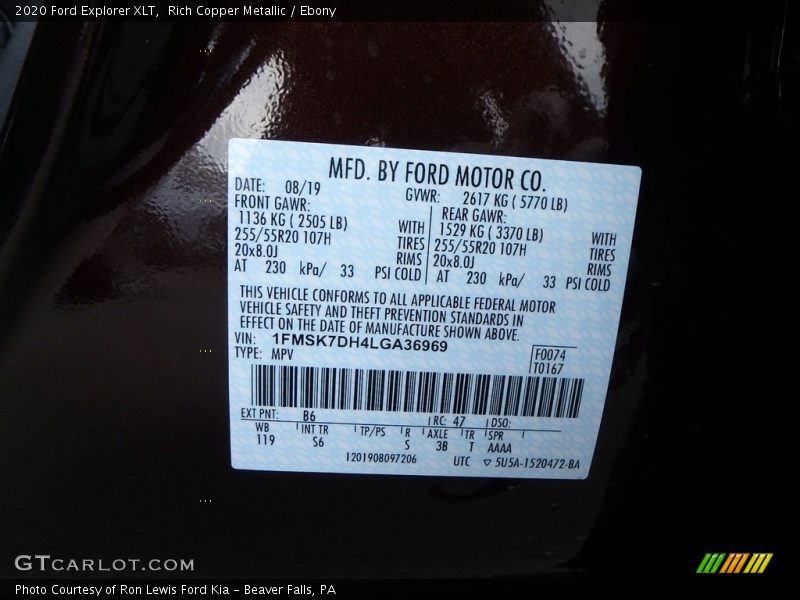 2020 Ford Explorer XLT, Rich Copper Metallic / Ebony
MFD. BY FORD MOTOR CO.
DATE: 08/19 GVWR: 2617 KG ( 5770 LB)
FRONT GAWR: REAR GAWR:
1136 KG ( 2505 LB) WITH 1529 KG ( 3370 LB) WITH
255/55R20 107H TIRES 255/55R20 107H TIRES
20x8.0J RIMS 20x8.0J RIMS
AT 230 kPa/ 33 PSI COLD AT 230 kPa/ 33 PSI COLD
THIS VEHICLE CONFORMS TO ALL APPLICABLE FEDERAL MOTOR
VEHICLE SAFETY AND THEFT PREVENTION STANDARDS IN
EFFECT ON THE DATE OF MANUFACTURE SHOWN ABOVE.
VIN: 1FMSK7DH4LGA36969
TYPE: MPV
F0074
T0167
EXT PNT: B6 RC: 47 DSO:
WB INT TR TP/PS R AXLE TR SPR
119 S6 S 3B T AAAA
1201908097206 UTC ▽ 5U5A-1520472-BA
GTCARLOT.COM
Photo Courtesy of Ron Lewis Ford Kia - Beaver Falls, PA